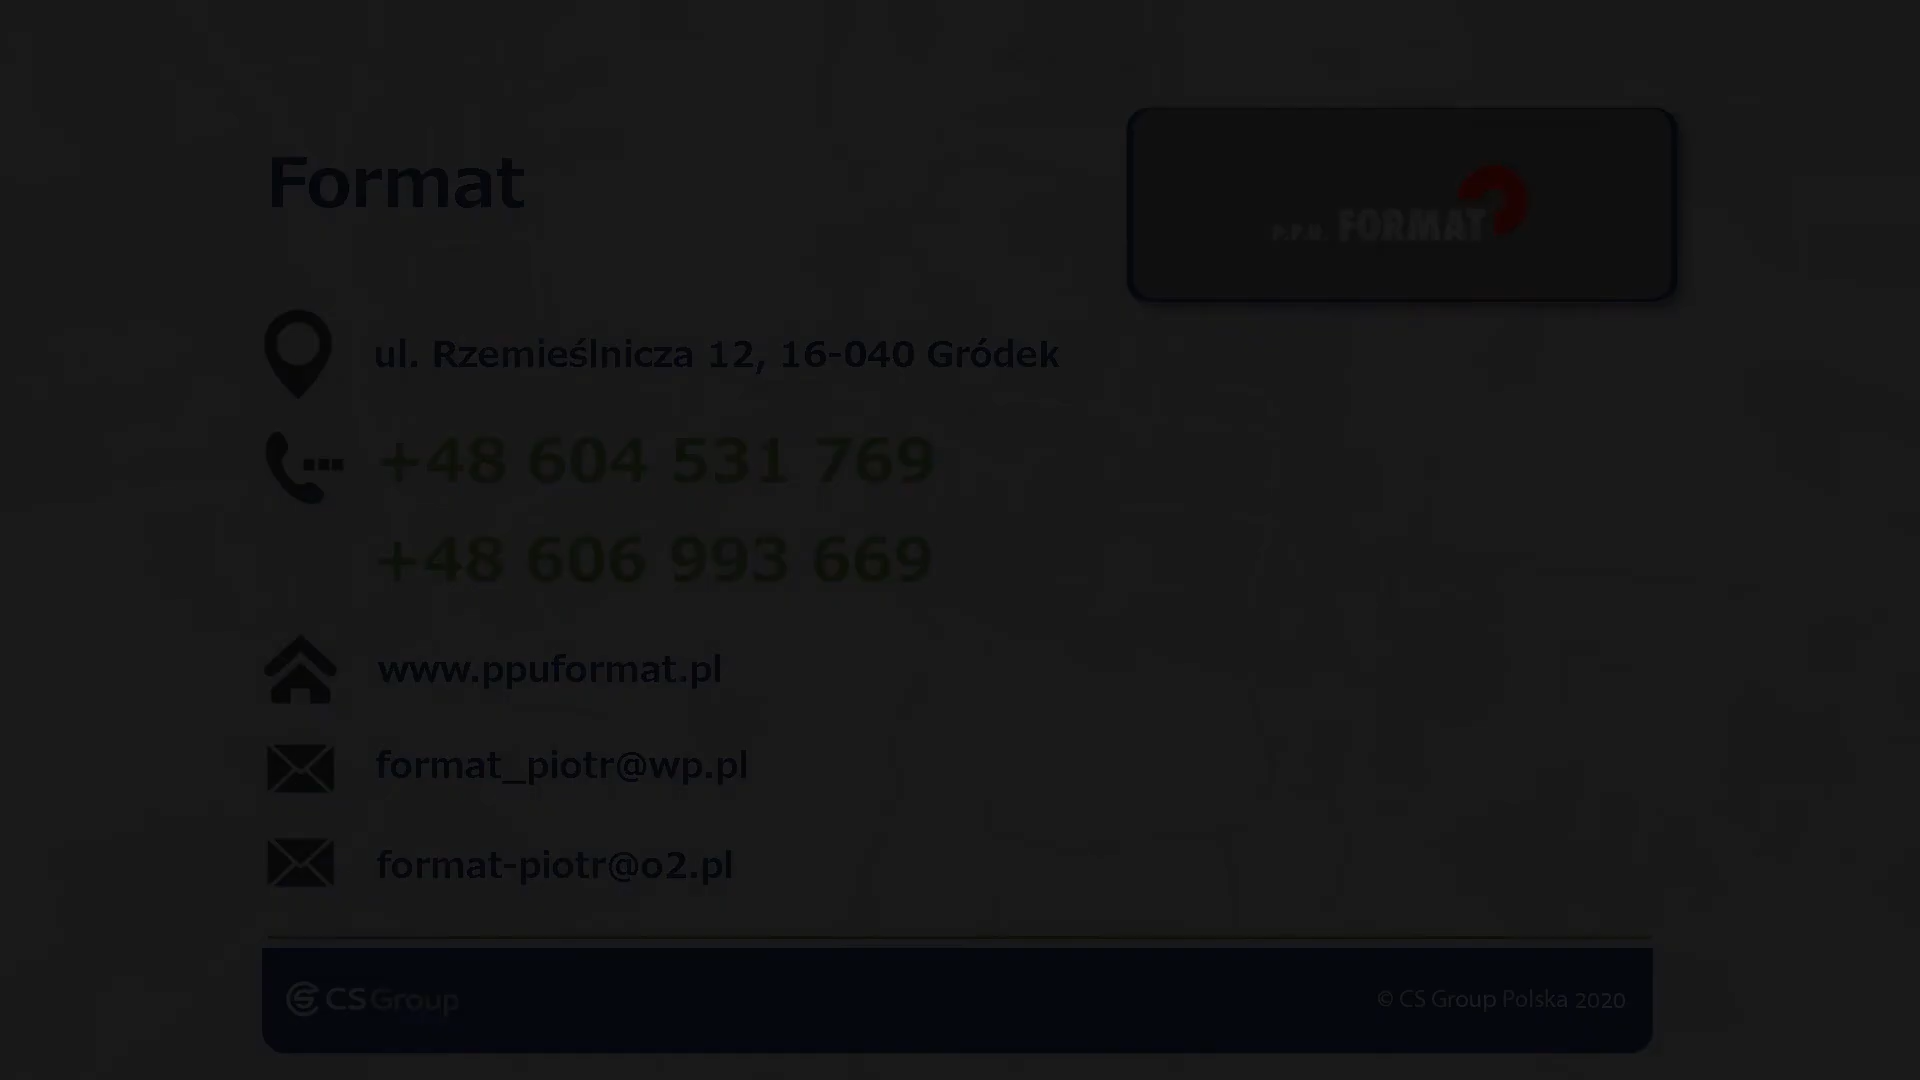 Format
P.P.U. FORMAT
ul. Rzemieślnicza 12, 16-040 Gródek
+48 604 531 769
+48 606 993 669
www.ppuformat.pl
format_piotr@wp.pl
format-piotr@o2.pl
CS Group
© CS Group Polska 2020